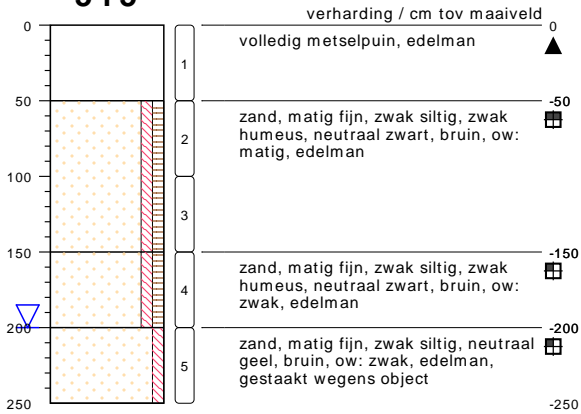 verharding / cm tov maaiveld
0
0
volledig metselpuin, edelman
1
50
-50
zand, matig fijn, zwak siltig, zwak
humeus, neutraal zwart, bruin, ow:
matig, edelman
2
100
3
150
-150
zand, matig fijn, zwak siltig, zwak
humeus, neutraal zwart, bruin, ow:
zwak, edelman
4
200
-200
zand, matig fijn, zwak siltig, neutraal
geel, bruin, ow: zwak, edelman,
gestaakt wegens object
5
250
-250